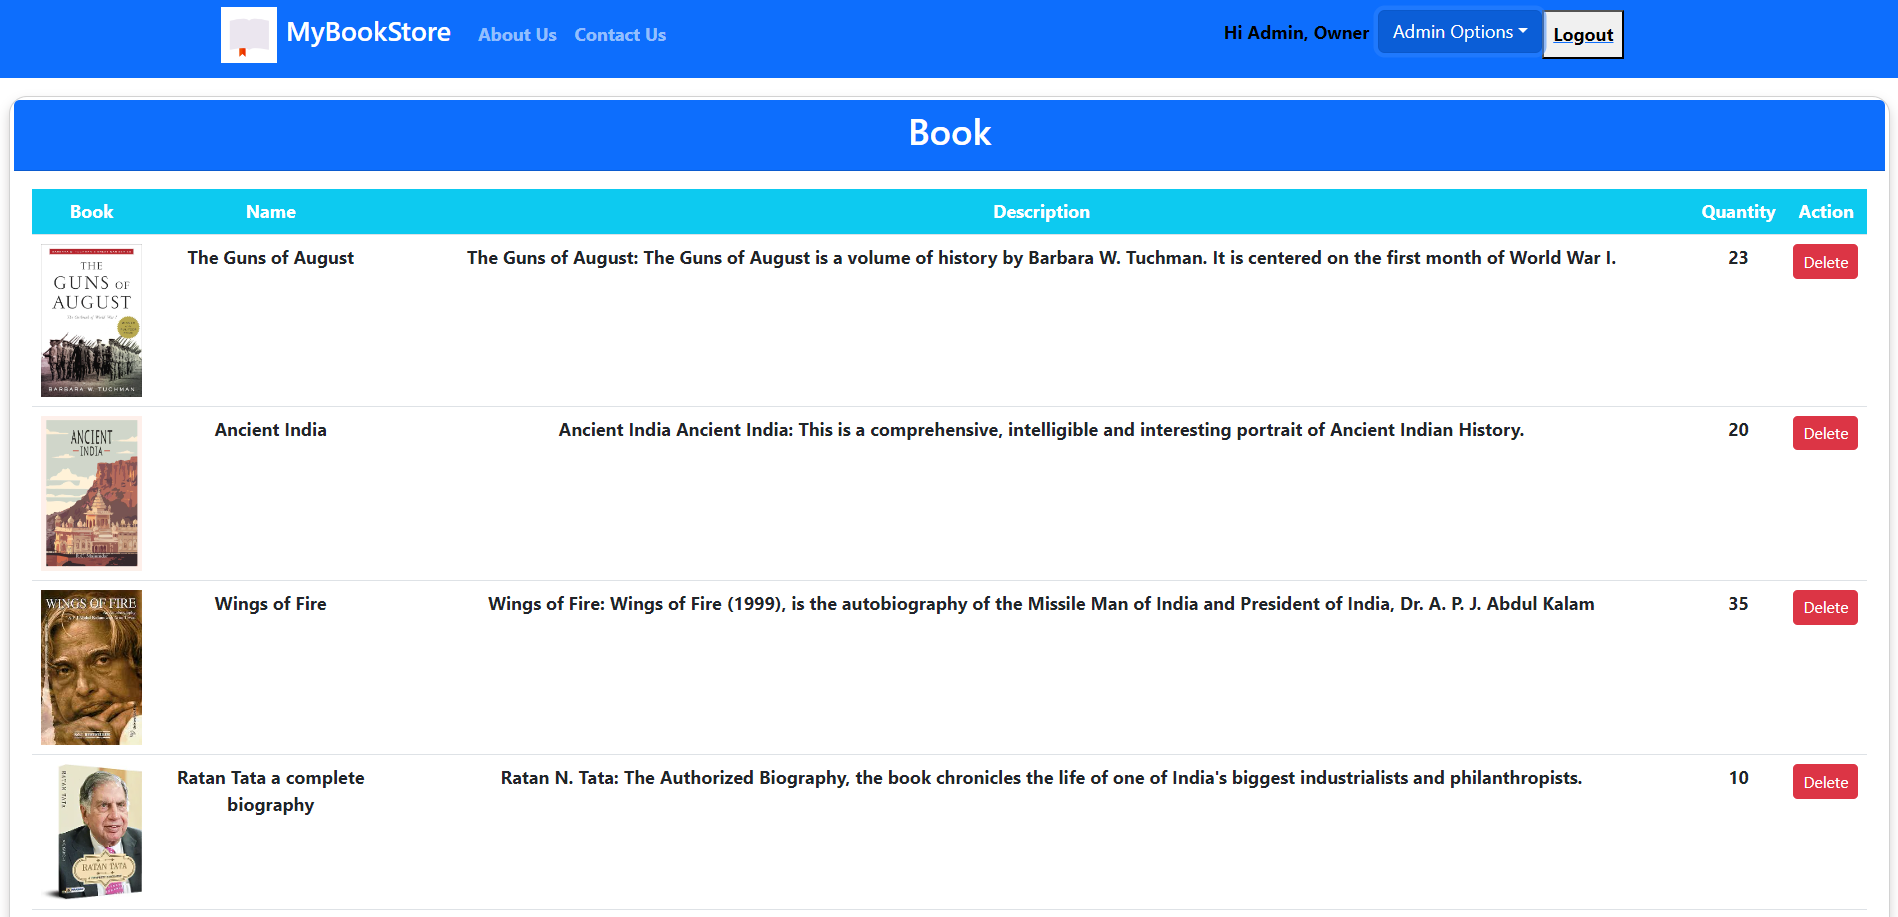 MyBookStore About Us Contact Us Hi Admin, Owner Admin Options Logout
Book
Book Name Description Quantity Action
The Guns of August The Guns of August: The Guns of August is a volume of history by Barbara W. Tuchman. It is centered on the first month of World War I. 23 Delete
THE
GUNS OF
AUGUST
BARBARA W. TUCHMAN
Ancient India Ancient India Ancient India: This is a comprehensive, intelligible and interesting portrait of Ancient Indian History. 20 Delete
ANCIENT
INDIA
Wings of Fire Wings of Fire: Wings of Fire (1999), is the autobiography of the Missile Man of India and President of India, Dr. A. P. J. Abdul Kalam 35 Delete
WINGS OF FIRE
Ratan Tata a complete Ratan N. Tata: The Authorized Biography, the book chronicles the life of one of India's biggest industrialists and philanthropists. 10 Delete
biography
RATAN TATA
RATAN TATA